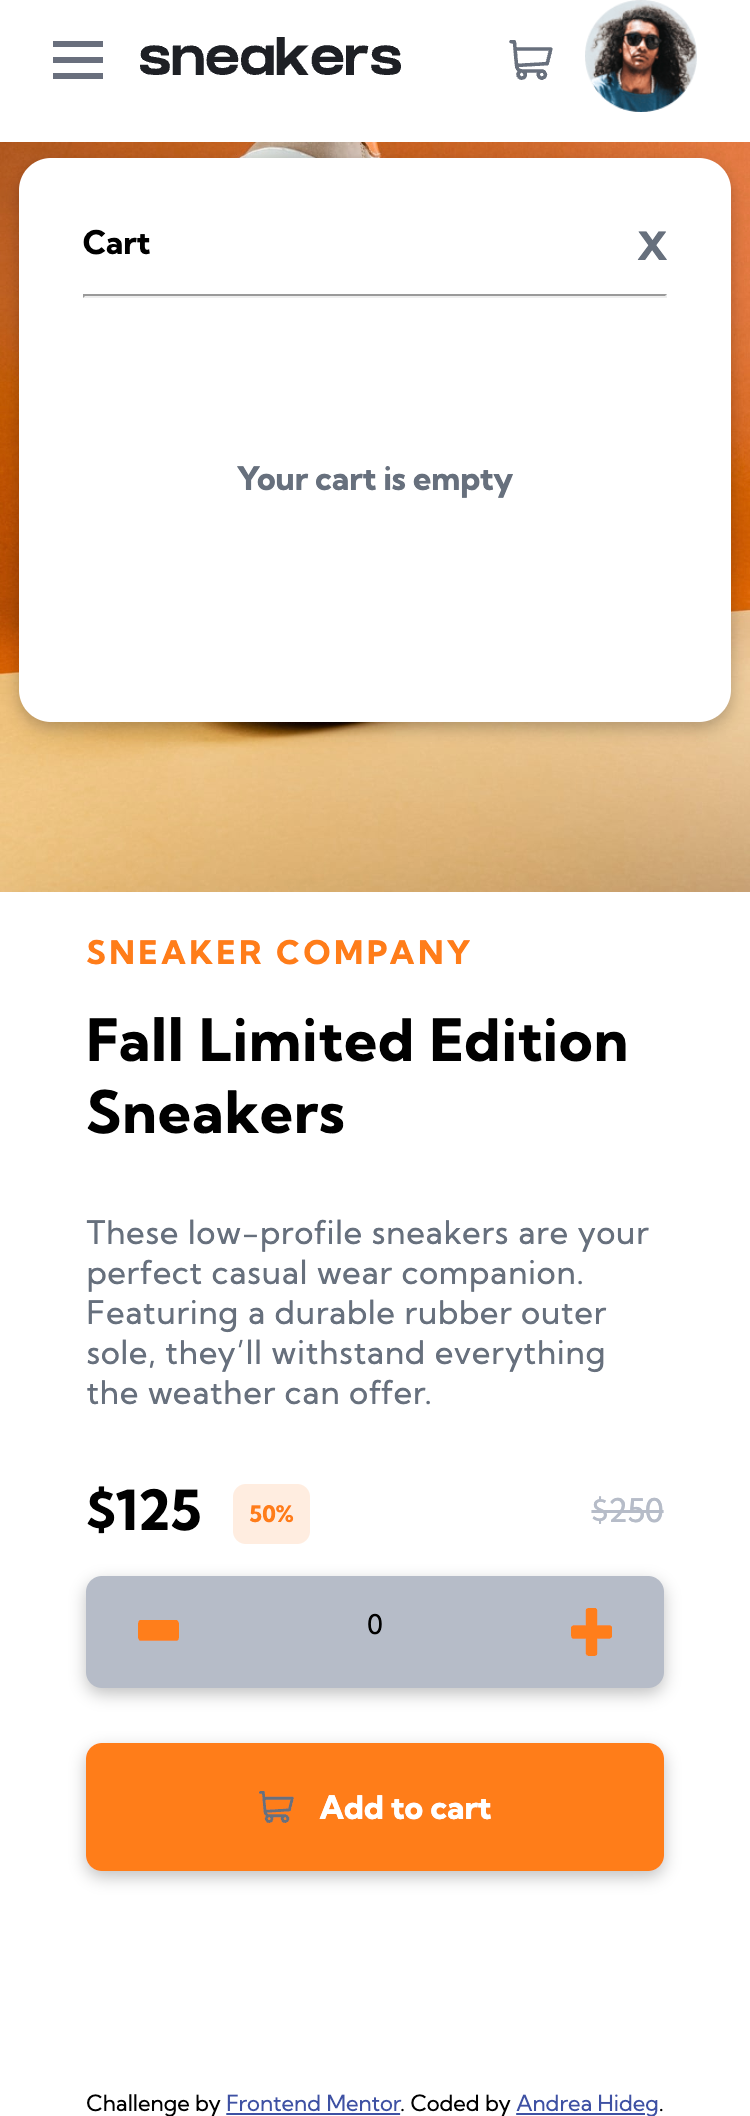 sneakers
Cart
X
Your cart is empty
SNEAKER COMPANY
Fall Limited Edition
Sneakers
These low-profile sneakers are your
perfect casual wear companion.
Featuring a durable rubber outer
sole, they’ll withstand everything
the weather can offer.
$125 50% $250
0
Add to cart
Challenge by Frontend Mentor. Coded by Andrea Hideg.